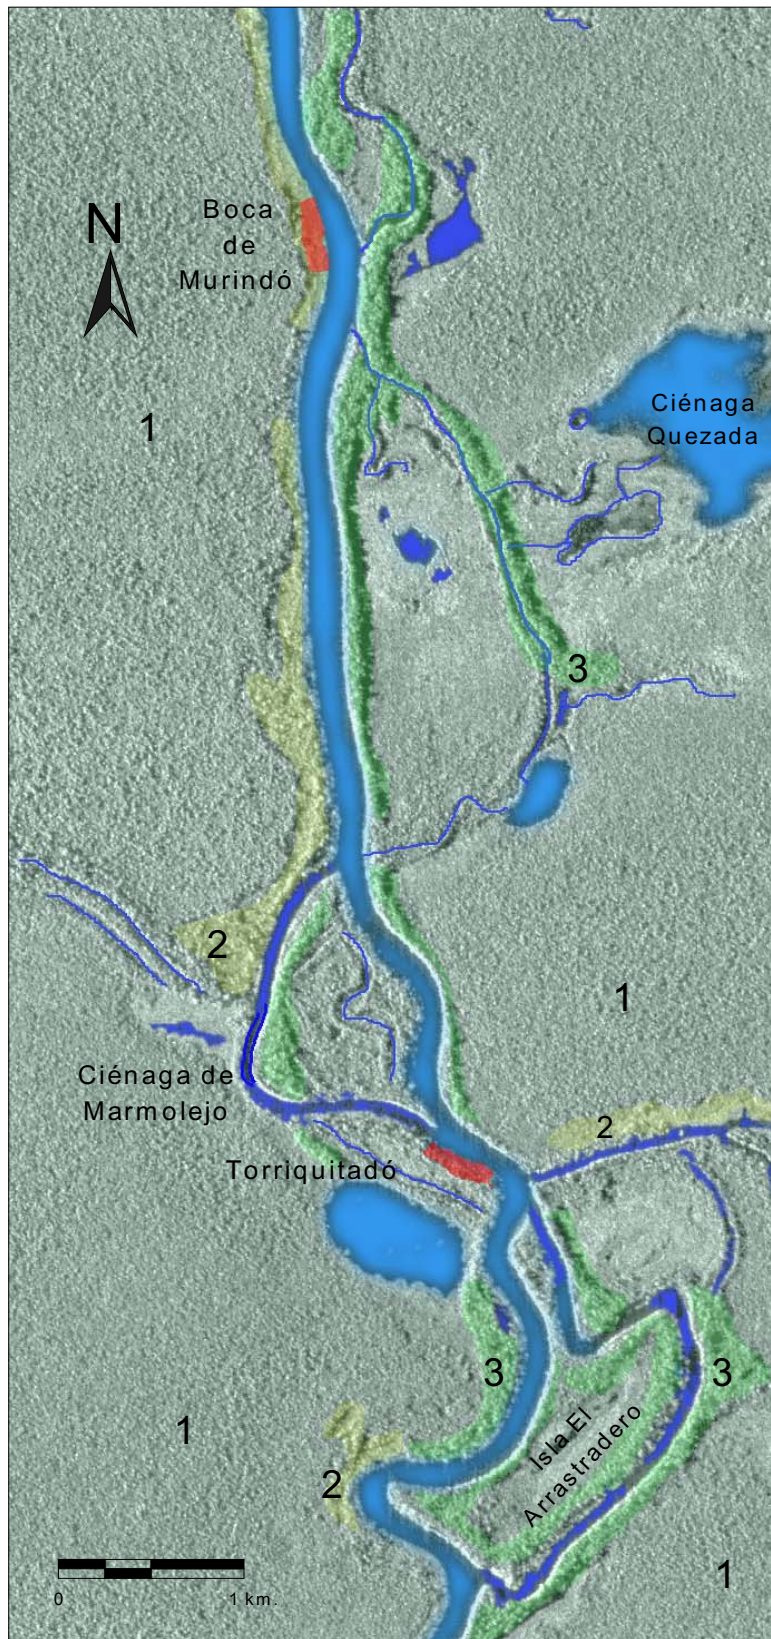 N
Boca
de
Murindó
1
Ciénaga
Quezada
3
2
1
Ciénaga de
Marmolejo
2
Torriquitadó
3
3
1
Isla El
Arrastradero
2
1
0
1 km.